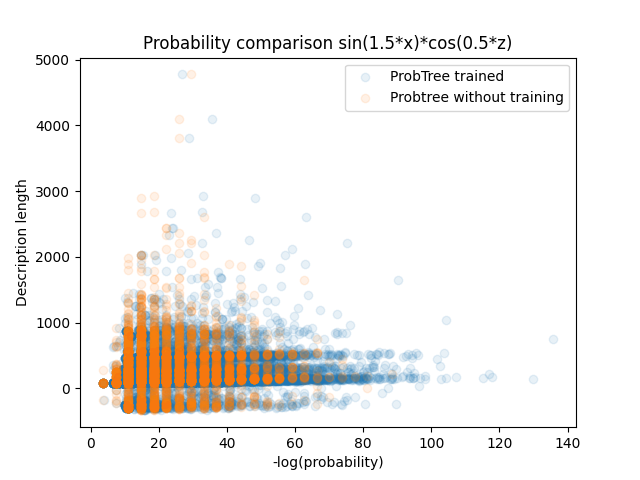 Probability comparison sin(1.5*x)*cos(0.5*z)
ProbTree trained
Probtree without training
Description length
5000
4000
3000
2000
1000
0
0 20 40 60 80 100 120 140
-log(probability)